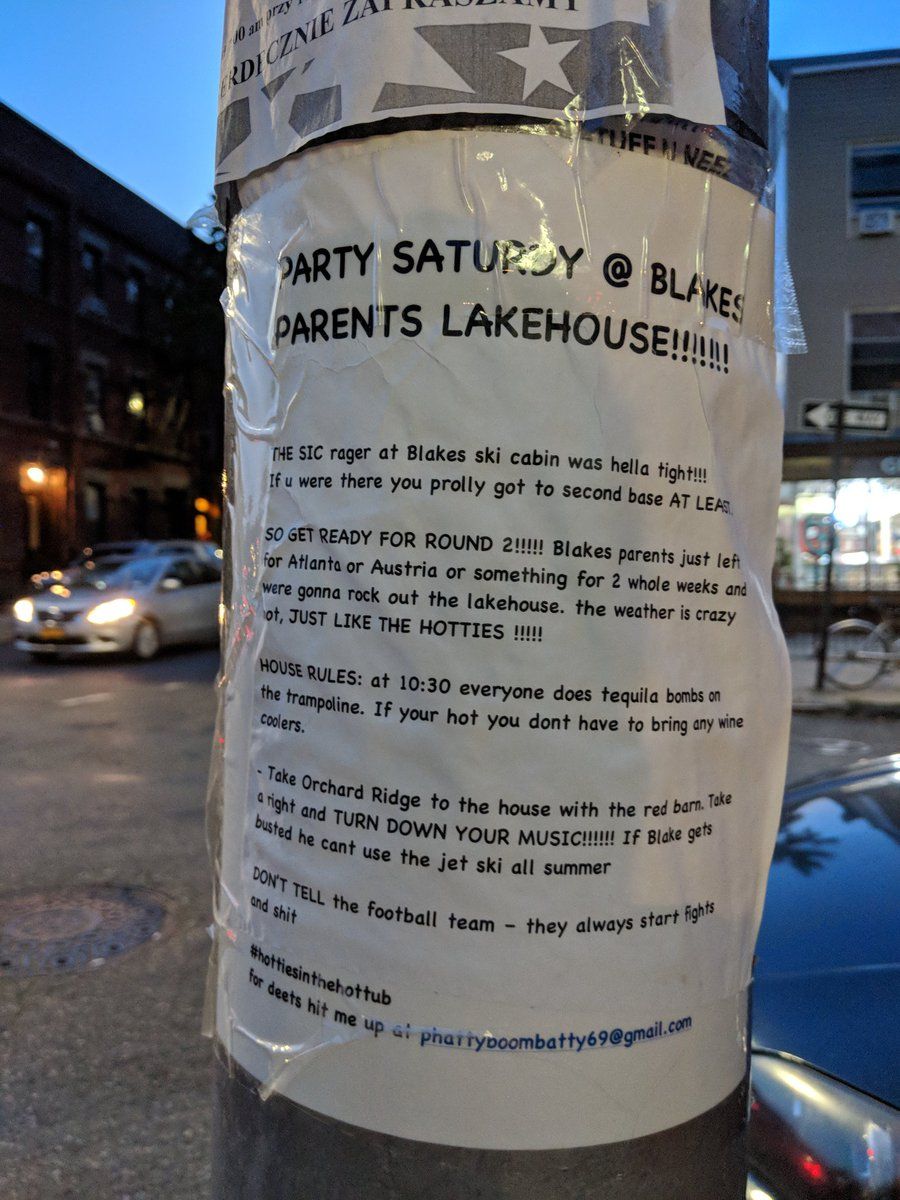 00 am przy
ERDECZNIE ZAPRASZAMY
PARTY SATURDY @ BLAKES
PARENTS LAKEHOUSE!!!!!!!
THE SIC rager at Blakes ski cabin was hella tight!!!
If u were there you prolly got to second base AT LEAST.
SO GET READY FOR ROUND 2!!!!! Blakes parents just left
for Atlanta or Austria or something for 2 whole weeks and
were gonna rock out the lakehouse. the weather is crazy
hot, JUST LIKE THE HOTTIES !!!!!
HOUSE RULES: at 10:30 everyone does tequila bombs on
the trampoline. If your hot you dont have to bring any wine
coolers.
- Take Orchard Ridge to the house with the red barn. Take
a right and TURN DOWN YOUR MUSIC!!!!!! If Blake gets
busted he cant use the jet ski all summer
DON'T TELL the football team – they always start fights
and shit
#hottiesinthehottub
for deets hit me up at phattyboombatty69@gmail.com